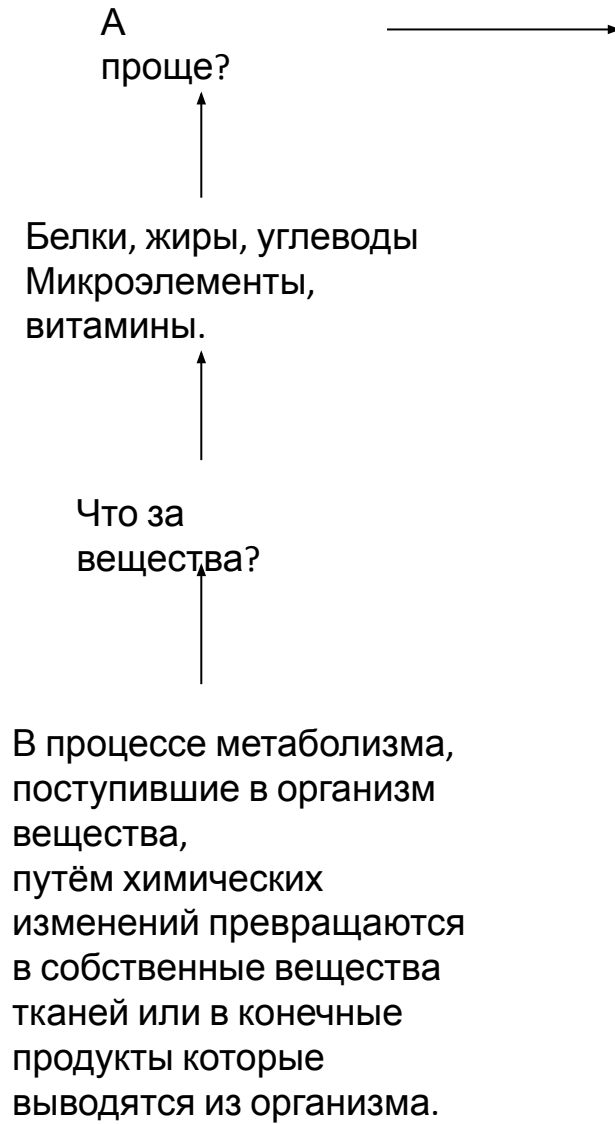 А
проще?
Белки, жиры, углеводы
Микроэлементы,
витамины.
Что за
вещества?
В процессе метаболизма,
поступившие в организм
вещества,
путём химических
изменений превращаются
в собственные вещества
тканей или в конечные
продукты которые
выводятся из организма.